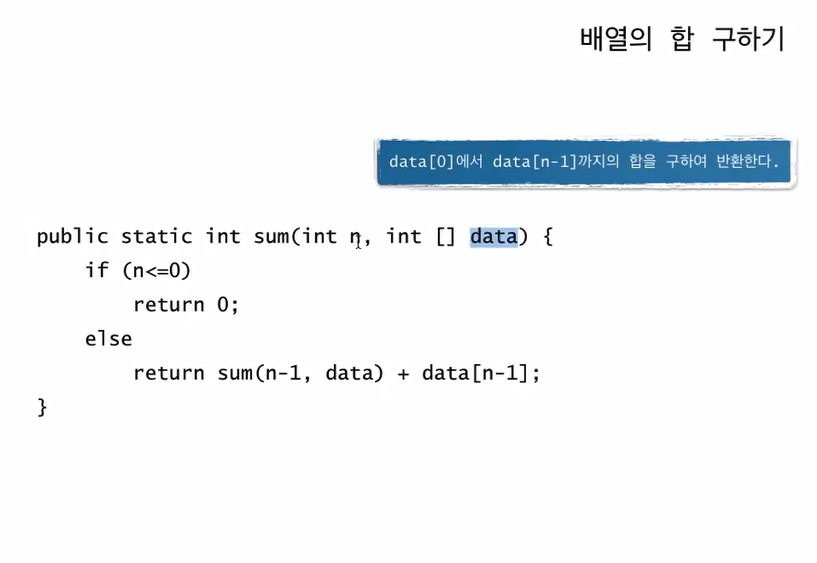 배열의 합 구하기
data[0]에서 data[n-1]까지의 합을 구하여 반환한다.
public static int sum(int n, int [] data) {
    if (n<=0)
        return 0;
    else
        return sum(n-1, data) + data[n-1];
}